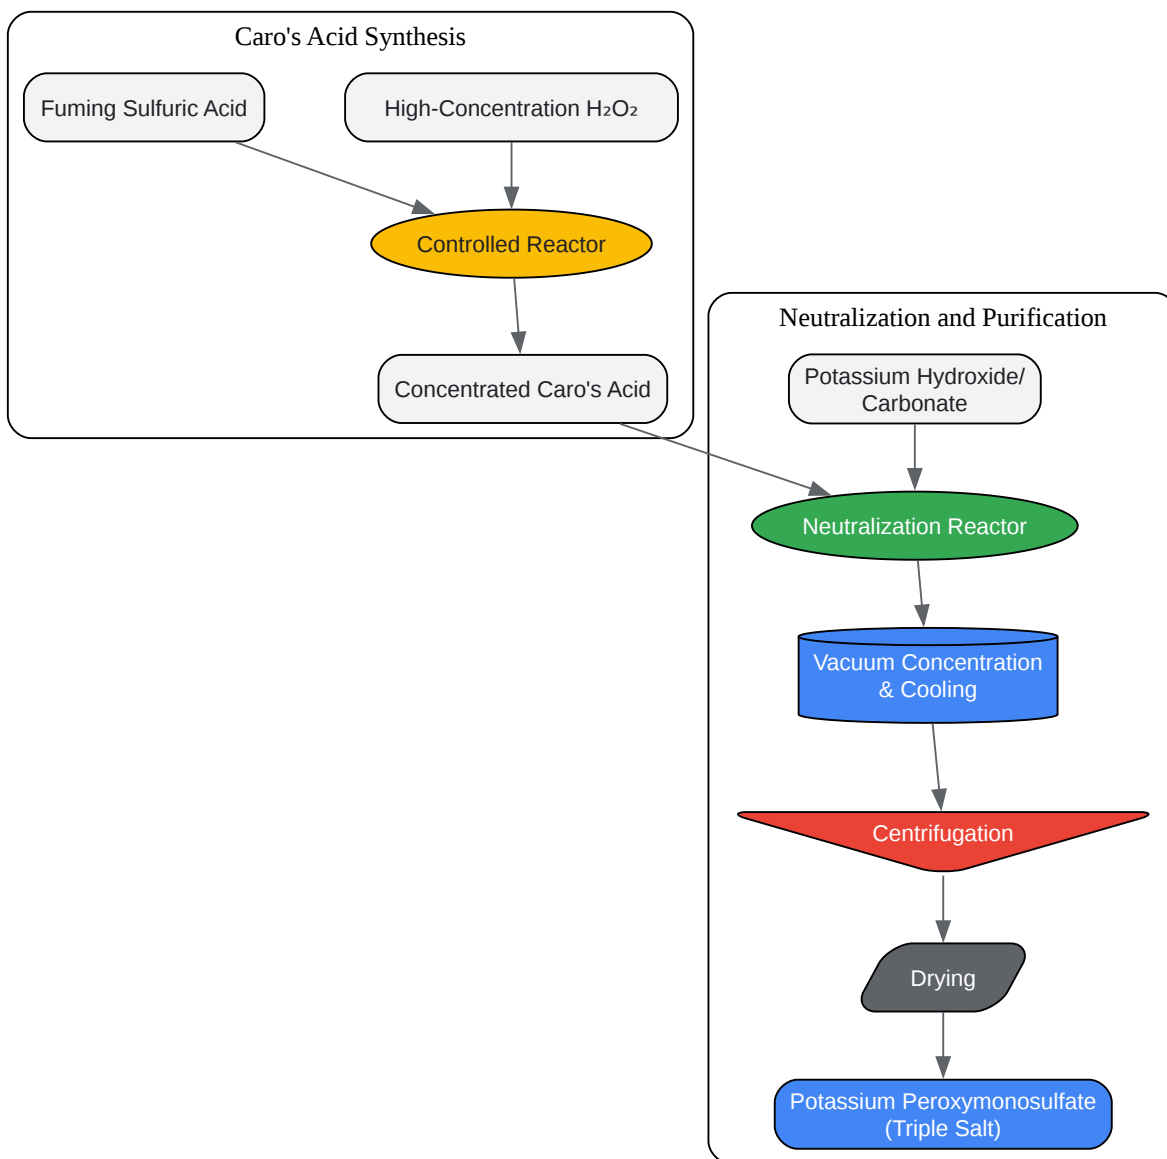 Caro's Acid Synthesis
Fuming Sulfuric Acid
High-Concentration H₂O₂
Controlled Reactor
Concentrated Caro's Acid
Neutralization and Purification
Potassium Hydroxide/
Carbonate
Neutralization Reactor
Vacuum Concentration
& Cooling
Centrifugation
Drying
Potassium Peroxymonosulfate
(Triple Salt)